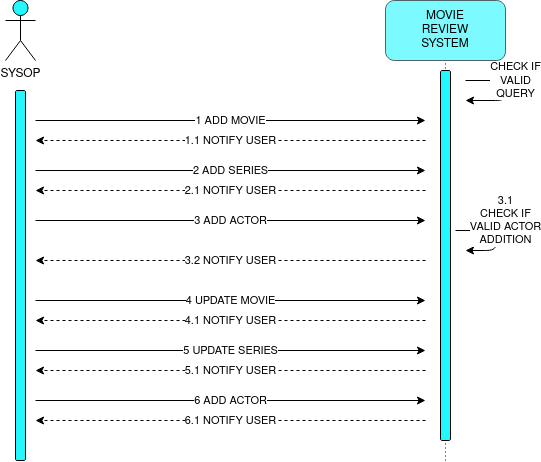 MOVIE
REVIEW
SYSTEM
SYSOP
CHECK IF
VALID
QUERY
1 ADD MOVIE
1.1 NOTIFY USER
2 ADD SERIES
2.1 NOTIFY USER
3 ADD ACTOR
3.1
CHECK IF
VALID ACTOR
ADDITION
3.2 NOTIFY USER
4 UPDATE MOVIE
4.1 NOTIFY USER
5 UPDATE SERIES
5.1 NOTIFY USER
6 ADD ACTOR
6.1 NOTIFY USER